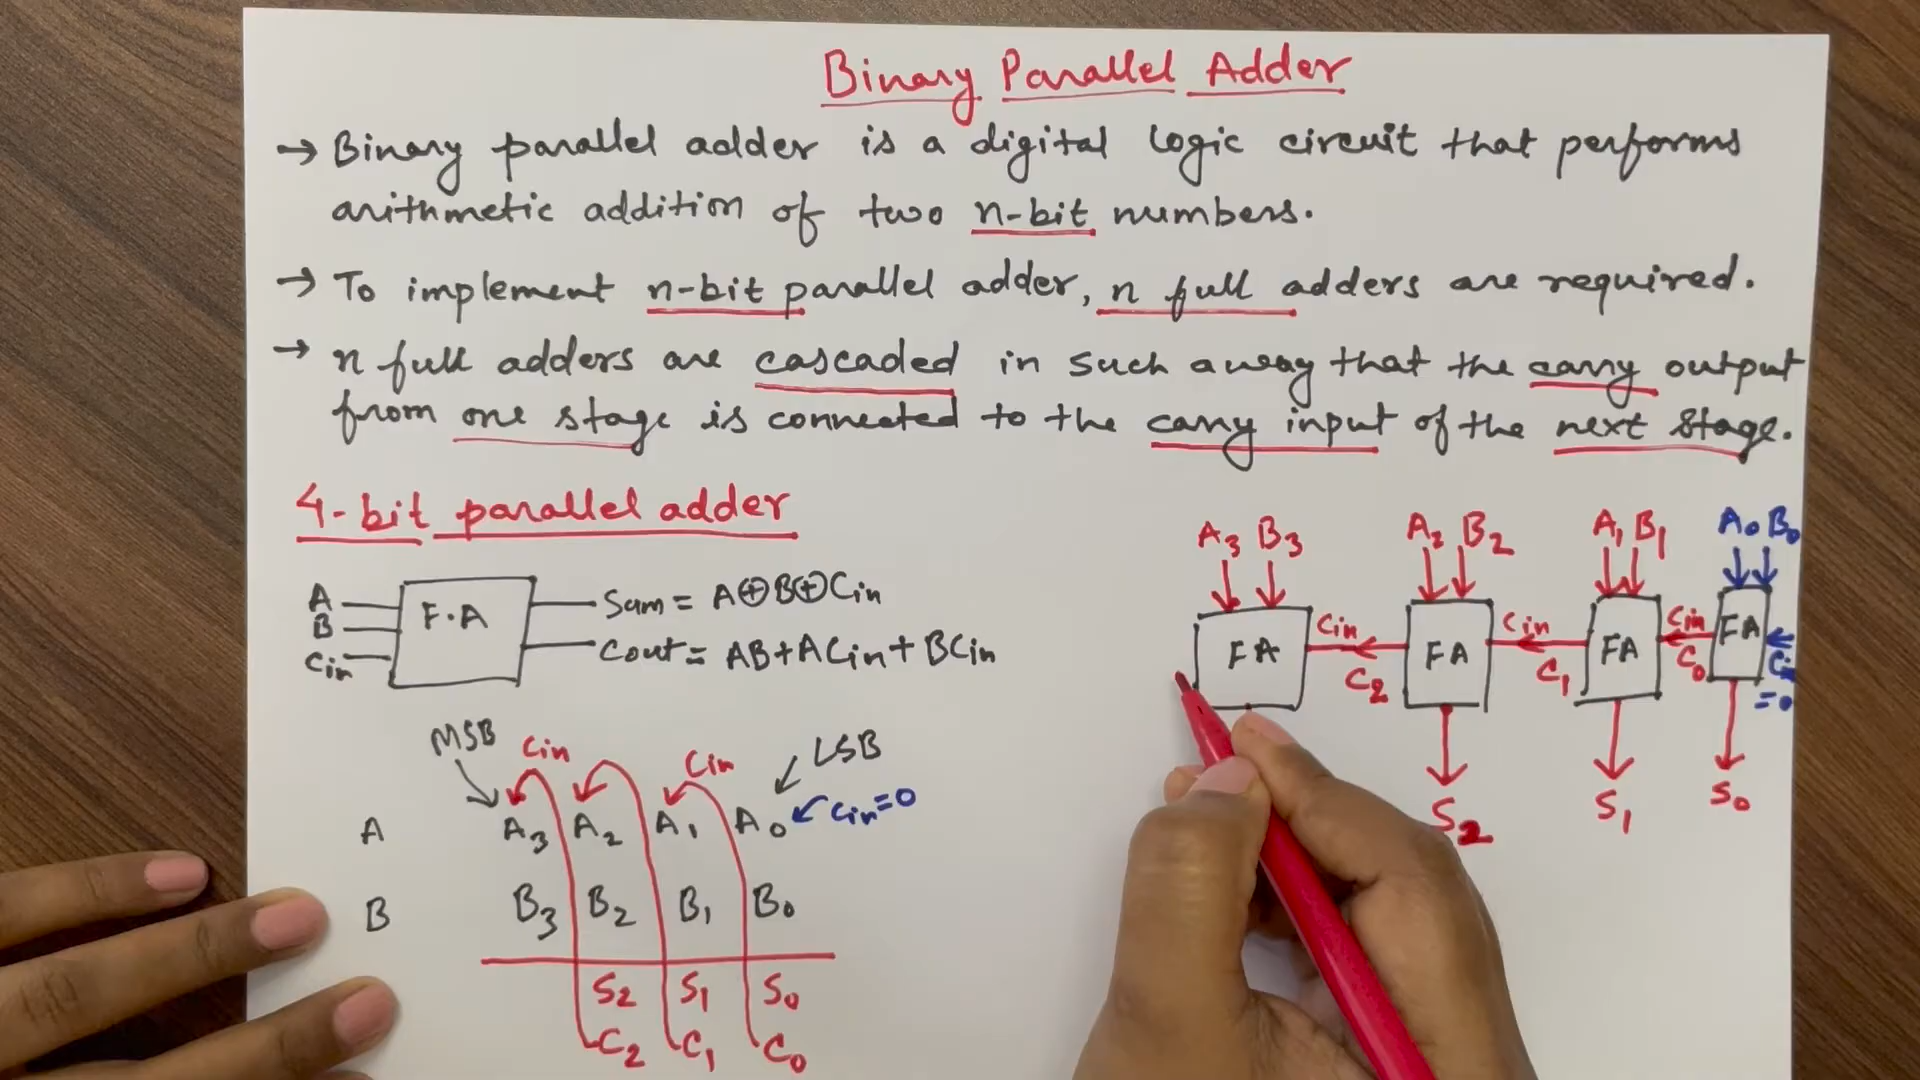 Binary Parallel Adder
→ Binary parallel adder is a digital logic circuit that performs
arithmetic addition of two n-bit numbers.
→ To implement n-bit parallel adder, n full adders are required.
→ n full adders are cascaded in such a way that the carry output
from one stage is connected to the carry input of the next stage.
4-bit parallel adder
A
B
Cin
F.A
Sum = A⊕B⊕Cin
Cout = AB+ACin+BCin
MSB Cin Cin LSB
A A3 A2 A1 A0 Cin=0
B B3 B2 B1 B0
S2 S1 S0
C2 C1 C0
A3 B3 A2 B2 A1 B1 A0 B0
FA Cin FA Cin FA Cin FA
C2 C1 C0
=0
S2 S1 S0